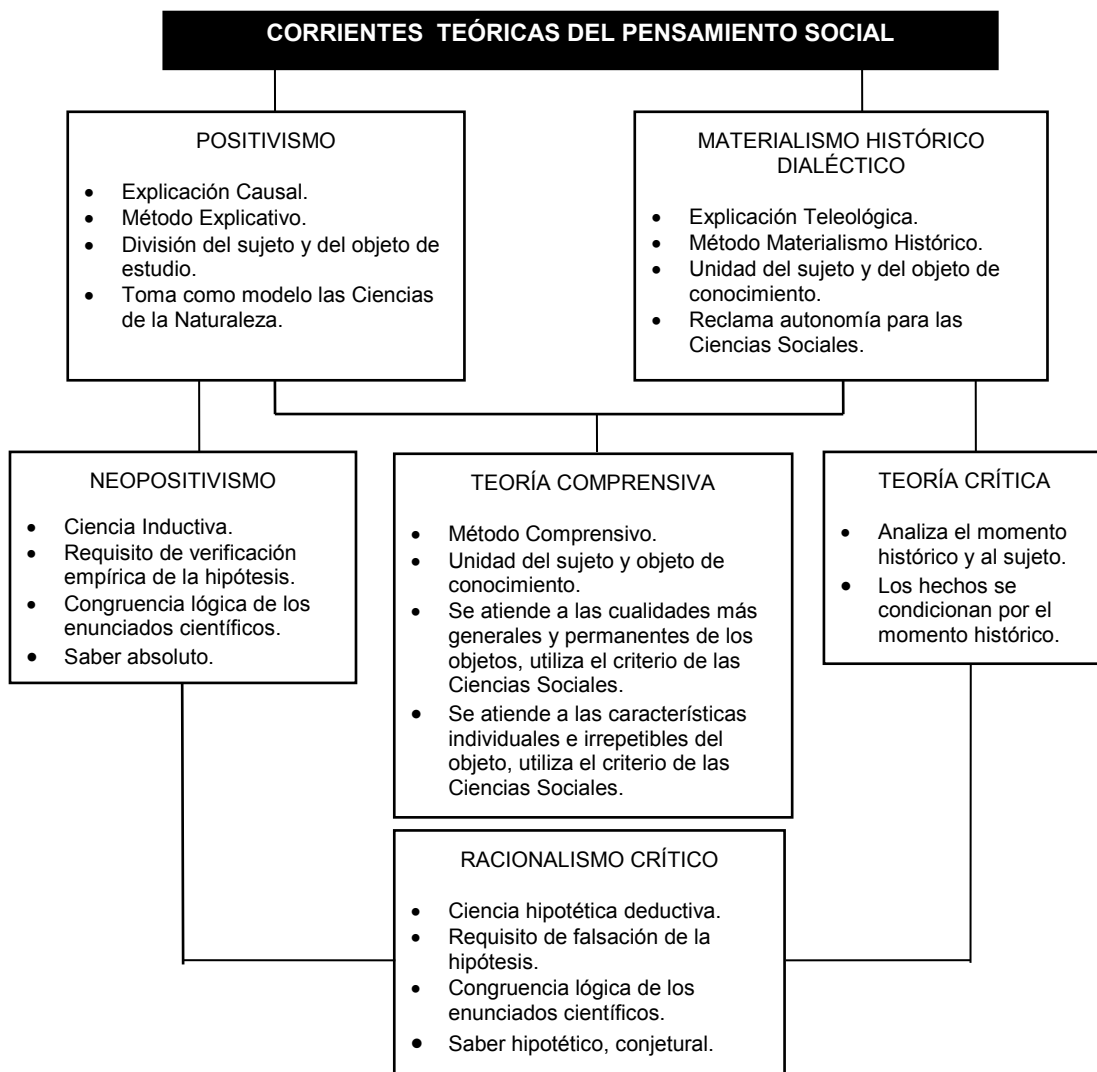 CORRIENTES TEÓRICAS DEL PENSAMIENTO SOCIAL
POSITIVISMO
• Explicación Causal.
• Método Explicativo.
• División del sujeto y del objeto de
estudio.
• Toma como modelo las Ciencias
de la Naturaleza.
MATERIALISMO HISTÓRICO
DIALÉCTICO
• Explicación Teleológica.
• Método Materialismo Histórico.
• Unidad del sujeto y del objeto de
conocimiento.
• Reclama autonomía para las
Ciencias Sociales.
NEOPOSITIVISMO
• Ciencia Inductiva.
• Requisito de verificación
empírica de la hipótesis.
• Congruencia lógica de los
enunciados científicos.
• Saber absoluto.
TEORÍA COMPRENSIVA
• Método Comprensivo.
• Unidad del sujeto y objeto de
conocimiento.
• Se atiende a las cualidades más
generales y permanentes de los
objetos, utiliza el criterio de las
Ciencias Sociales.
• Se atiende a las características
individuales e irrepetibles del
objeto, utiliza el criterio de las
Ciencias Sociales.
TEORÍA CRÍTICA
• Analiza el momento
histórico y al sujeto.
• Los hechos se
condicionan por el
momento histórico.
RACIONALISMO CRÍTICO
• Ciencia hipotética deductiva.
• Requisito de falsación de la
hipótesis.
• Congruencia lógica de los
enunciados científicos.
• Saber hipotético, conjetural.